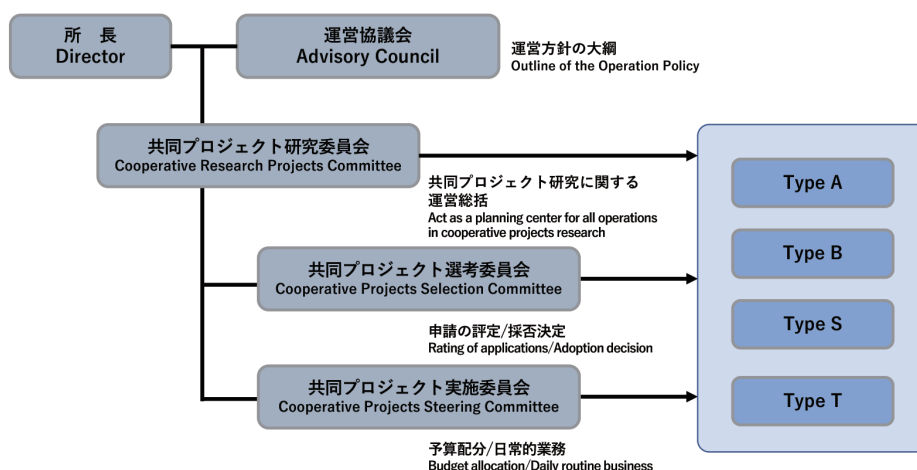 所　長
Director
運営協議会
Advisory Council
運営方針の大綱
Outline of the Operation Policy
共同プロジェクト研究委員会
Cooperative Research Projects Committee
共同プロジェクト研究に関する
運営総括
Act as a planning center for all operations
in cooperative projects research
共同プロジェクト選考委員会
Cooperative Projects Selection Committee
申請の評定/採否決定
Rating of applications/Adoption decision
共同プロジェクト実施委員会
Cooperative Projects Steering Committee
予算配分/日常的業務
Budget allocation/Daily routine business
Type A
Type B
Type S
Type T